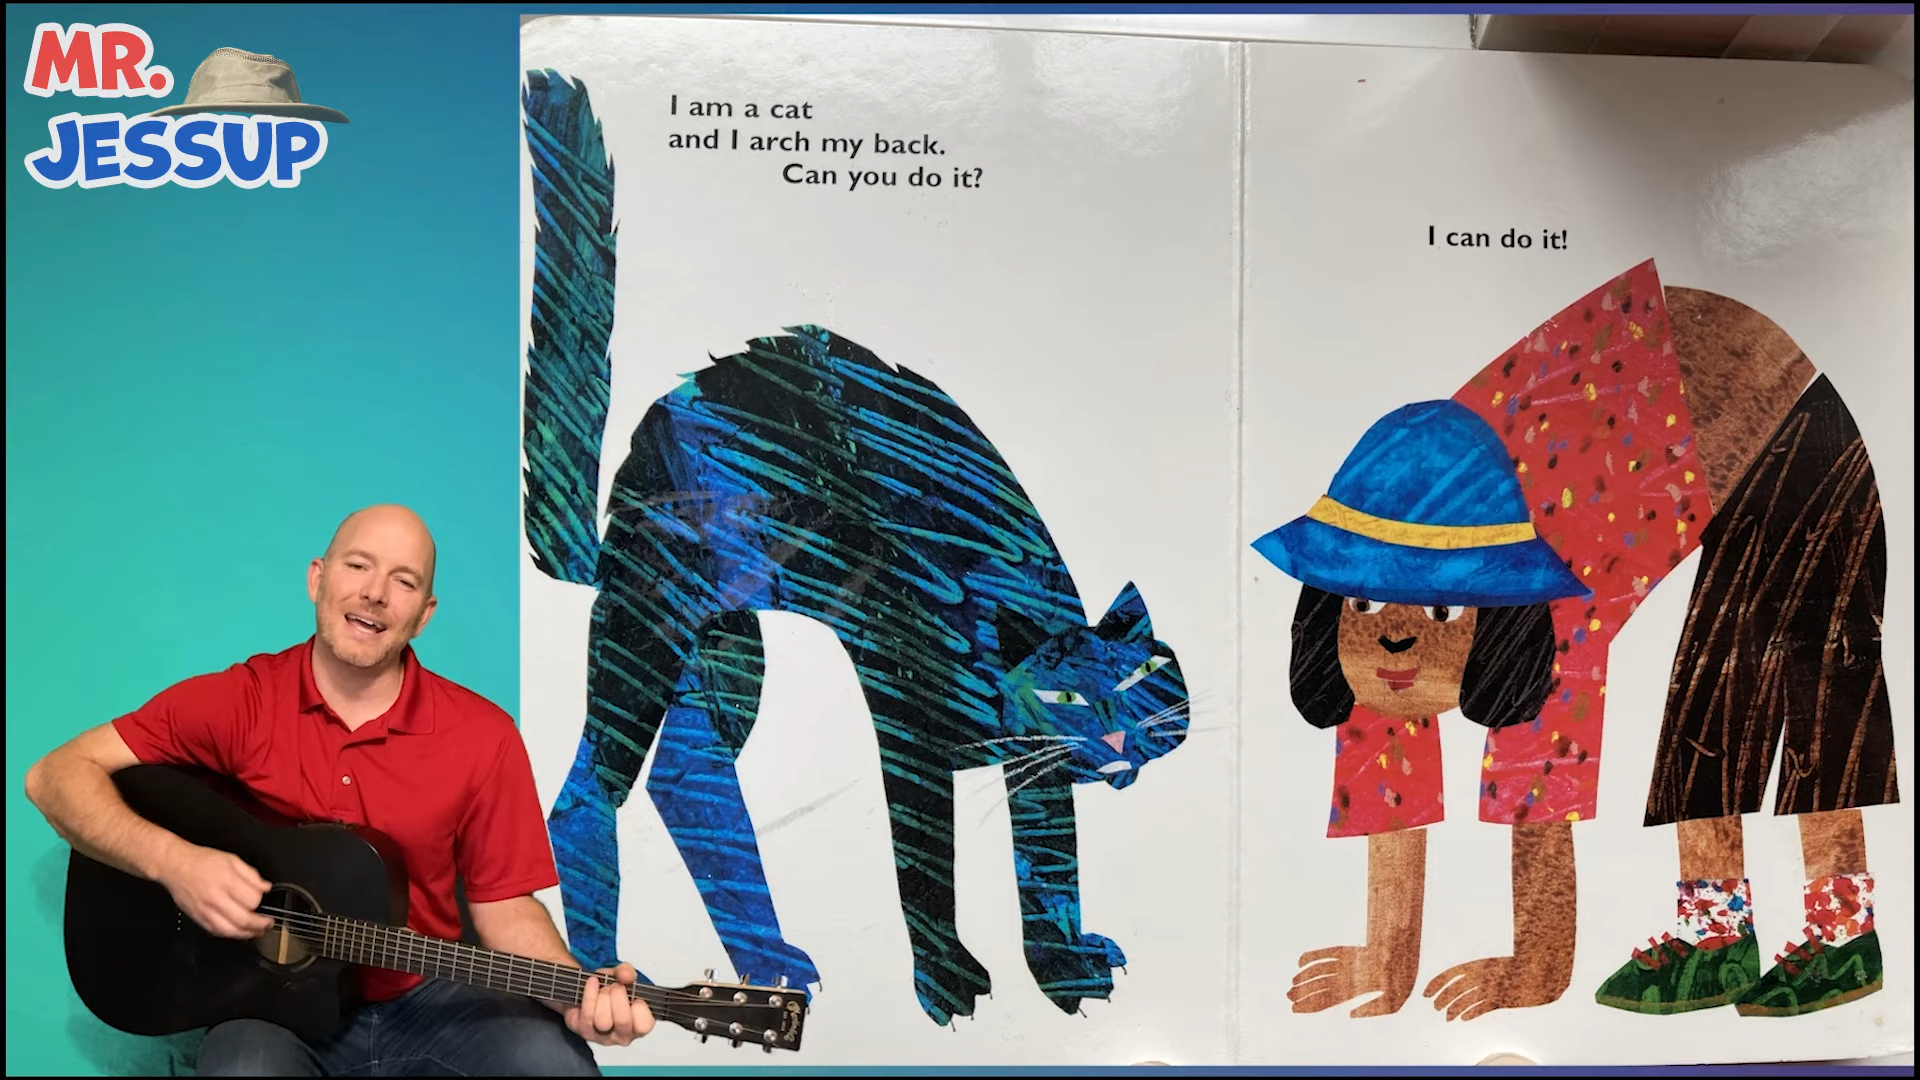 MR.
JESSUP
I am a cat
and I arch my back.
Can you do it?
I can do it!